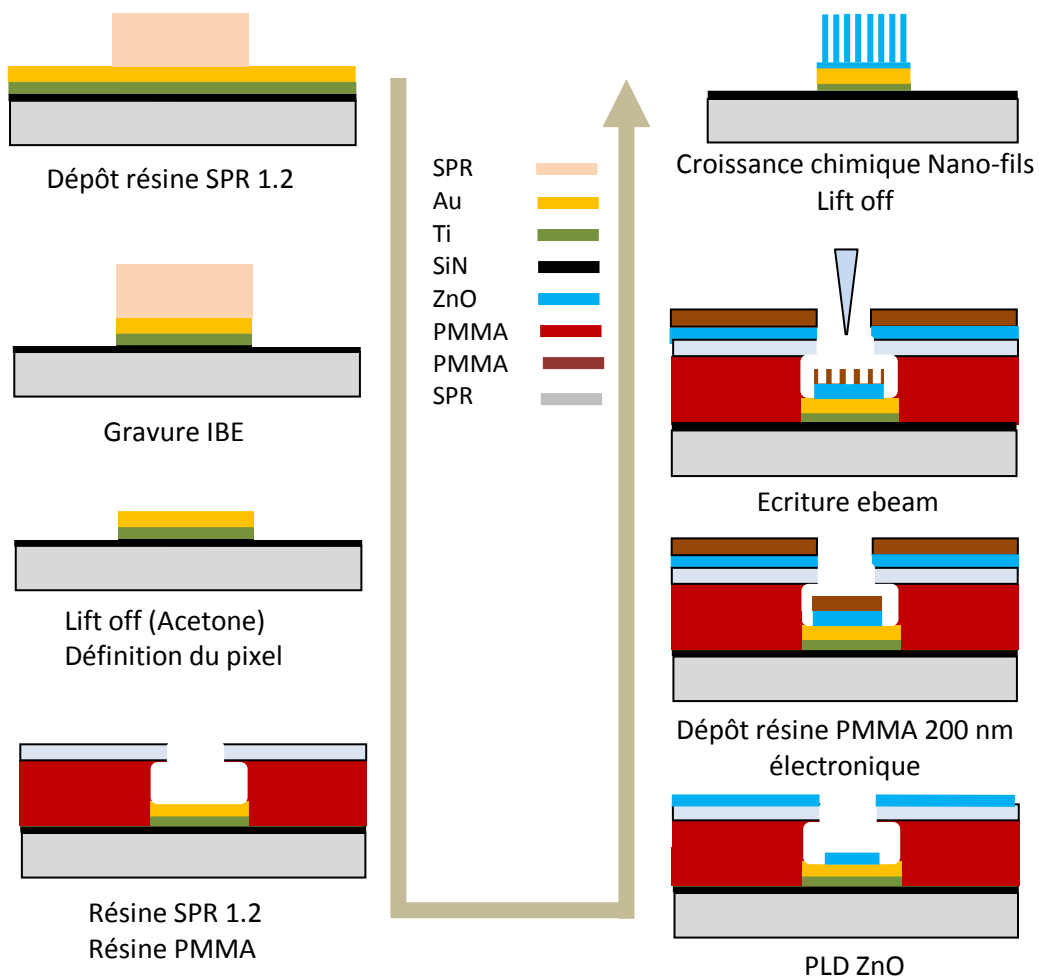 Dépôt résine SPR 1.2
Gravure IBE
Lift off (Acetone)
Définition du pixel
Résine SPR 1.2
Résine PMMA
SPR
Au
Ti
SiN
ZnO
PMMA
PMMA
SPR
Croissance chimique Nano-fils
Lift off
Ecriture ebeam
Dépôt résine PMMA 200 nm
électronique
PLD ZnO